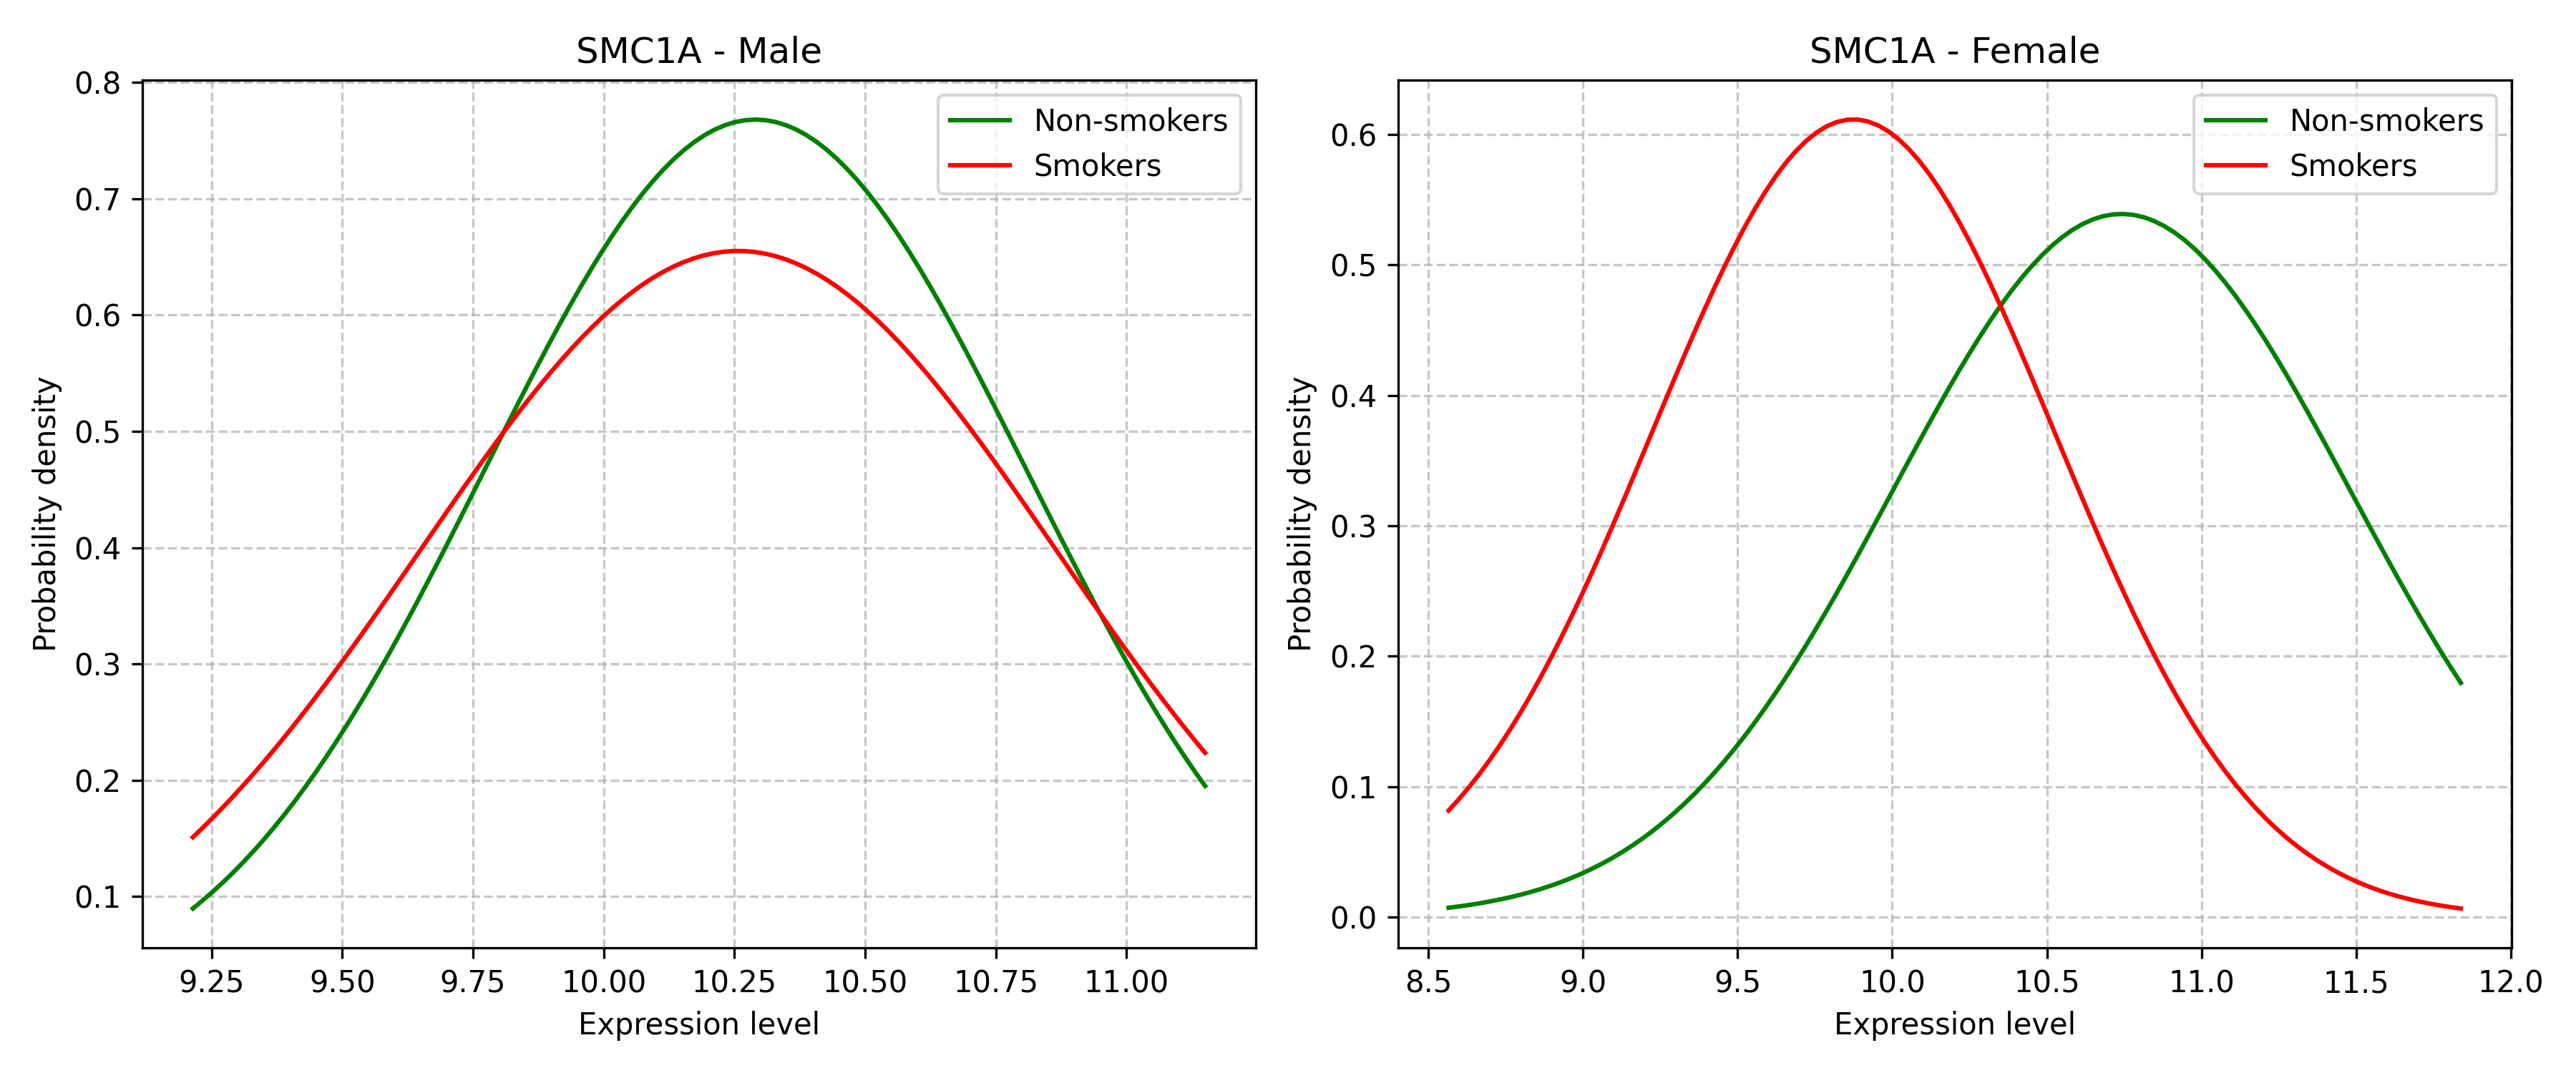 SMC1A - Male
0.8
0.7
0.6
0.5
0.4
0.3
0.2
0.1
Probability density
Non-smokers
Smokers
9.25 9.50 9.75 10.00 10.25 10.50 10.75 11.00
Expression level
SMC1A - Female
0.6
0.5
0.4
0.3
0.2
0.1
0.0
Probability density
Non-smokers
Smokers
8.5 9.0 9.5 10.0 10.5 11.0 11.5 12.0
Expression level